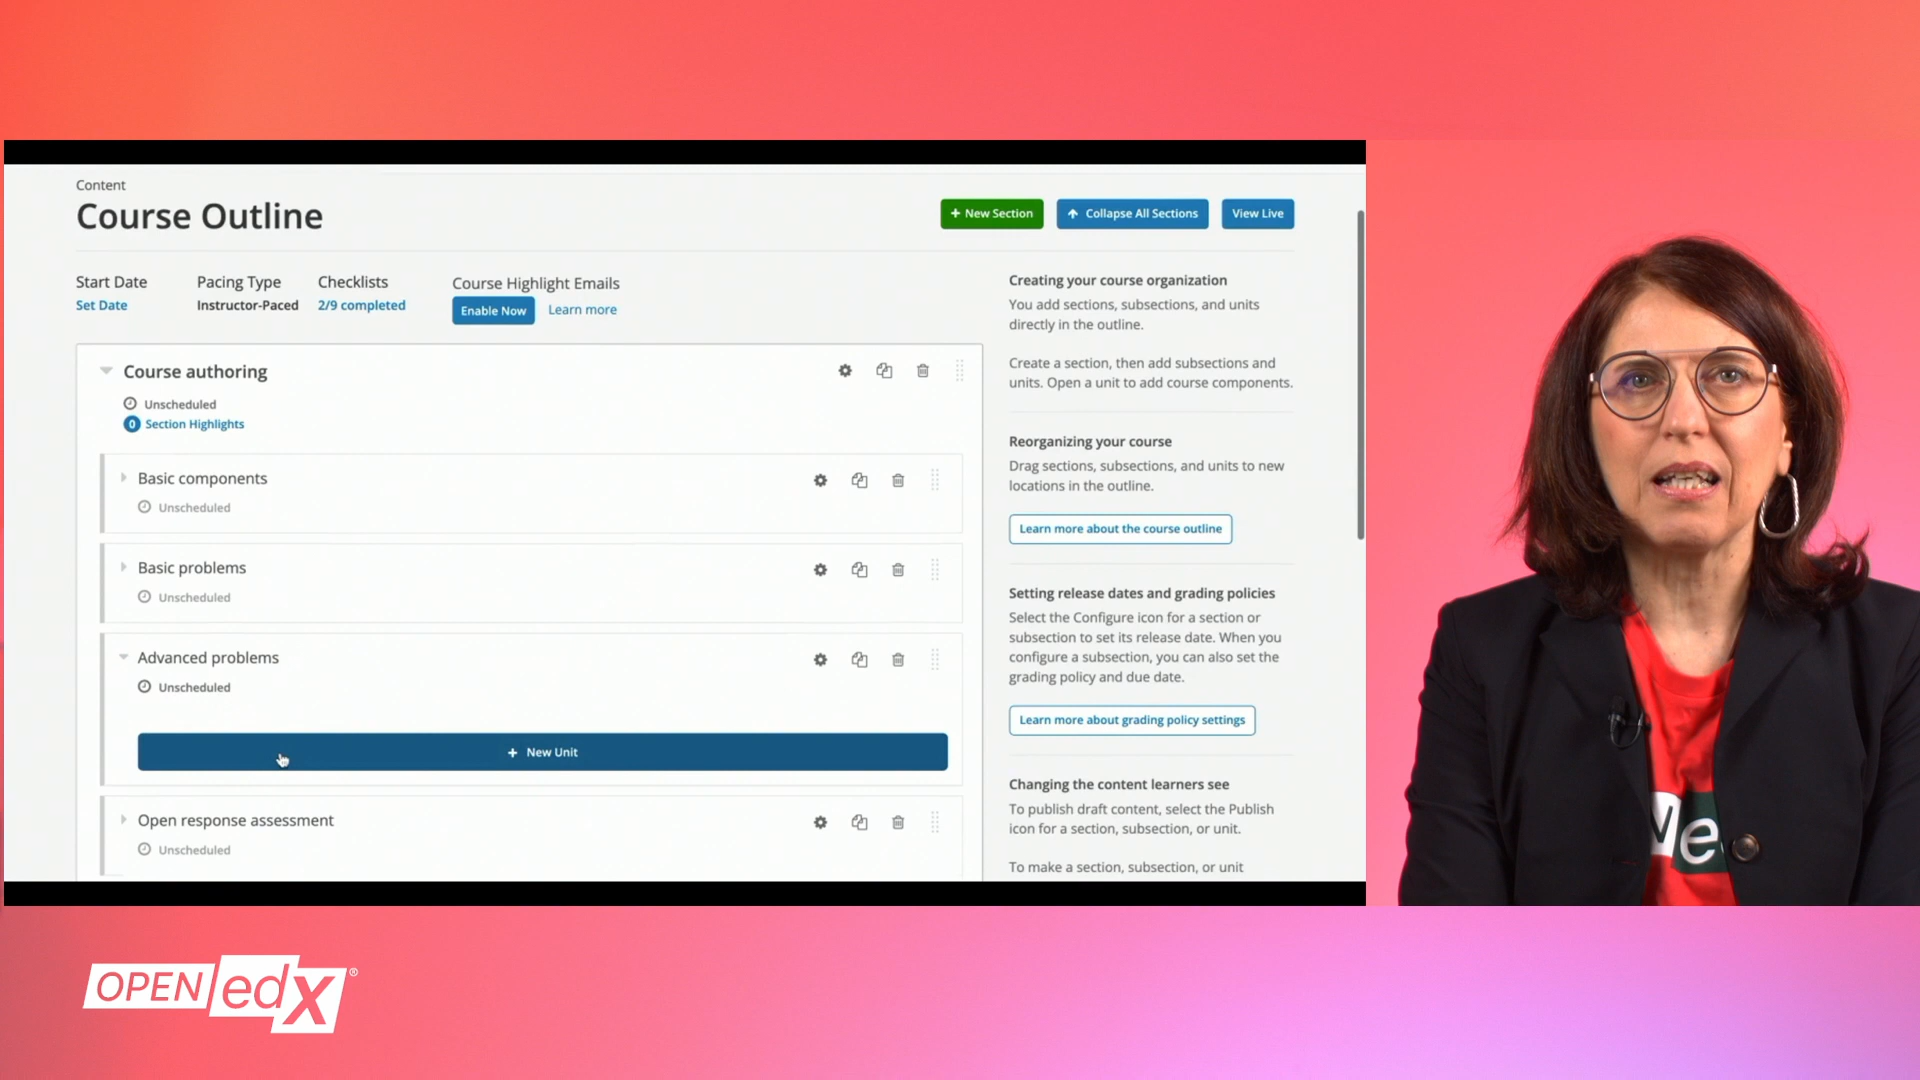 Content
Course Outline
+ New Section
Collapse All Sections
View Live
Start Date
Set Date
Pacing Type
Instructor-Paced
Checklists
2/9 completed
Course Highlight Emails
Enable Now
Learn more
Course authoring
Unscheduled
0 Section Highlights
Basic components
Unscheduled
Basic problems
Unscheduled
Advanced problems
Unscheduled
+ New Unit
Open response assessment
Unscheduled
Creating your course organization
You add sections, subsections, and units
directly in the outline.
Create a section, then add subsections and
units. Open a unit to add course components.
Reorganizing your course
Drag sections, subsections, and units to new
locations in the outline.
Learn more about the course outline
Setting release dates and grading policies
Select the Configure icon for a section or
subsection to set its release date. When you
configure a subsection, you can also set the
grading policy and due date.
Learn more about grading policy settings
Changing the content learners see
To publish draft content, select the Publish
icon for a section, subsection, or unit.
To make a section, subsection, or unit
OPEN edX®